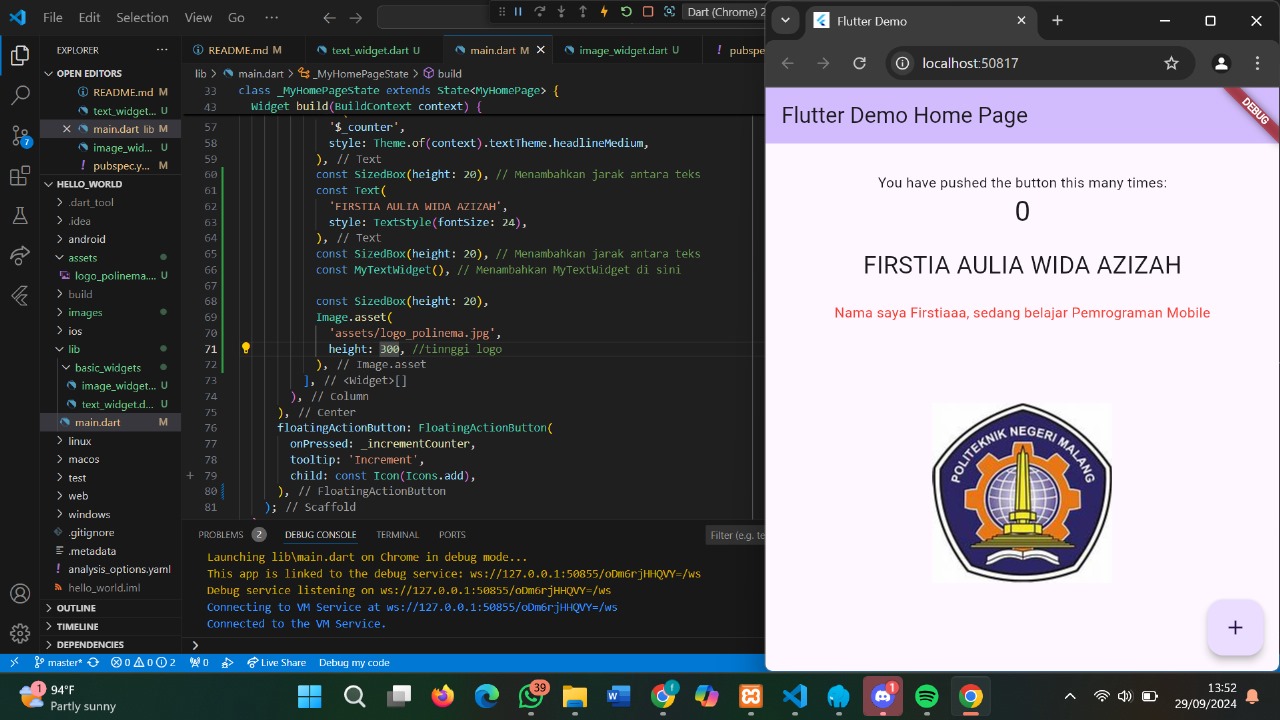 File Edit Selection View Go ...
Dart (Chrome) 2
EXPLORER
OPEN EDITORS
README.md M
text_widget...  U
main.dart lib M
image_wid... U
pubspec.y... M
HELLO_WORLD
.dart_tool
.idea
android
assets
logo_polinema.... U
build
images
ios
lib
basic_widgets
image_widget... U
text_widget.d... U
main.dart M
linux
macos
test
web
windows
.gitignore
.metadata
analysis_options.yaml
hello_world.iml
OUTLINE
TIMELINE
DEPENDENCIES
README.md M text_widget.dart U main.dart M image_widget.dart U pubspe
lib > main.dart > _MyHomePageState > build
33 class _MyHomePageState extends State<MyHomePage> {
43 Widget build(BuildContext context) {
57 '$_counter',
58 style: Theme.of(context).textTheme.headlineMedium,
59 ), // Text
60 const SizedBox(height: 20), // Menambahkan jarak antara teks
61 const Text(
62 'FIRSTIA AULIA WIDA AZIZAH',
63 style: TextStyle(fontSize: 24),
64 ), // Text
65 const SizedBox(height: 20), // Menambahkan jarak antara teks
66 const MyTextWidget(), // Menambahkan MyTextWidget di sini
67
68 const SizedBox(height: 20),
69 Image.asset(
70 'assets/logo_polinema.jpg',
71 height: 300, //tinnggi logo
72 ), // Image.asset
73 ], // <Widget>[]
74 ), // Column
75 ), // Center
76 floatingActionButton: FloatingActionButton(
77 onPressed: _incrementCounter,
78 tooltip: 'Increment',
79 child: const Icon(Icons.add),
80 ), // FloatingActionButton
81 ); // Scaffold
PROBLEMS 2 DEBUG CONSOLE TERMINAL PORTS Filter (e.g. te
Launching lib\main.dart on Chrome in debug mode...
This app is linked to the debug service: ws://127.0.0.1:50855/oDm6rjHHQVY=/ws
Debug service listening on ws://127.0.0.1:50855/oDm6rjHHQVY=/ws
Connecting to VM Service at ws://127.0.0.1:50855/oDm6rjHHQVY=/ws
Connected to the VM Service.
7
master* 0 0 2 0 Live Share Debug my code
Flutter Demo
localhost:50817
Flutter Demo Home Page
DEBUG
You have pushed the button this many times:
0
FIRSTIA AULIA WIDA AZIZAH
Nama saya Firstiaaa, sedang belajar Pemrograman Mobile
POLITEKNIK NEGERI MALANG
+
1
94°F
Partly sunny
39
1
13:52
29/09/2024